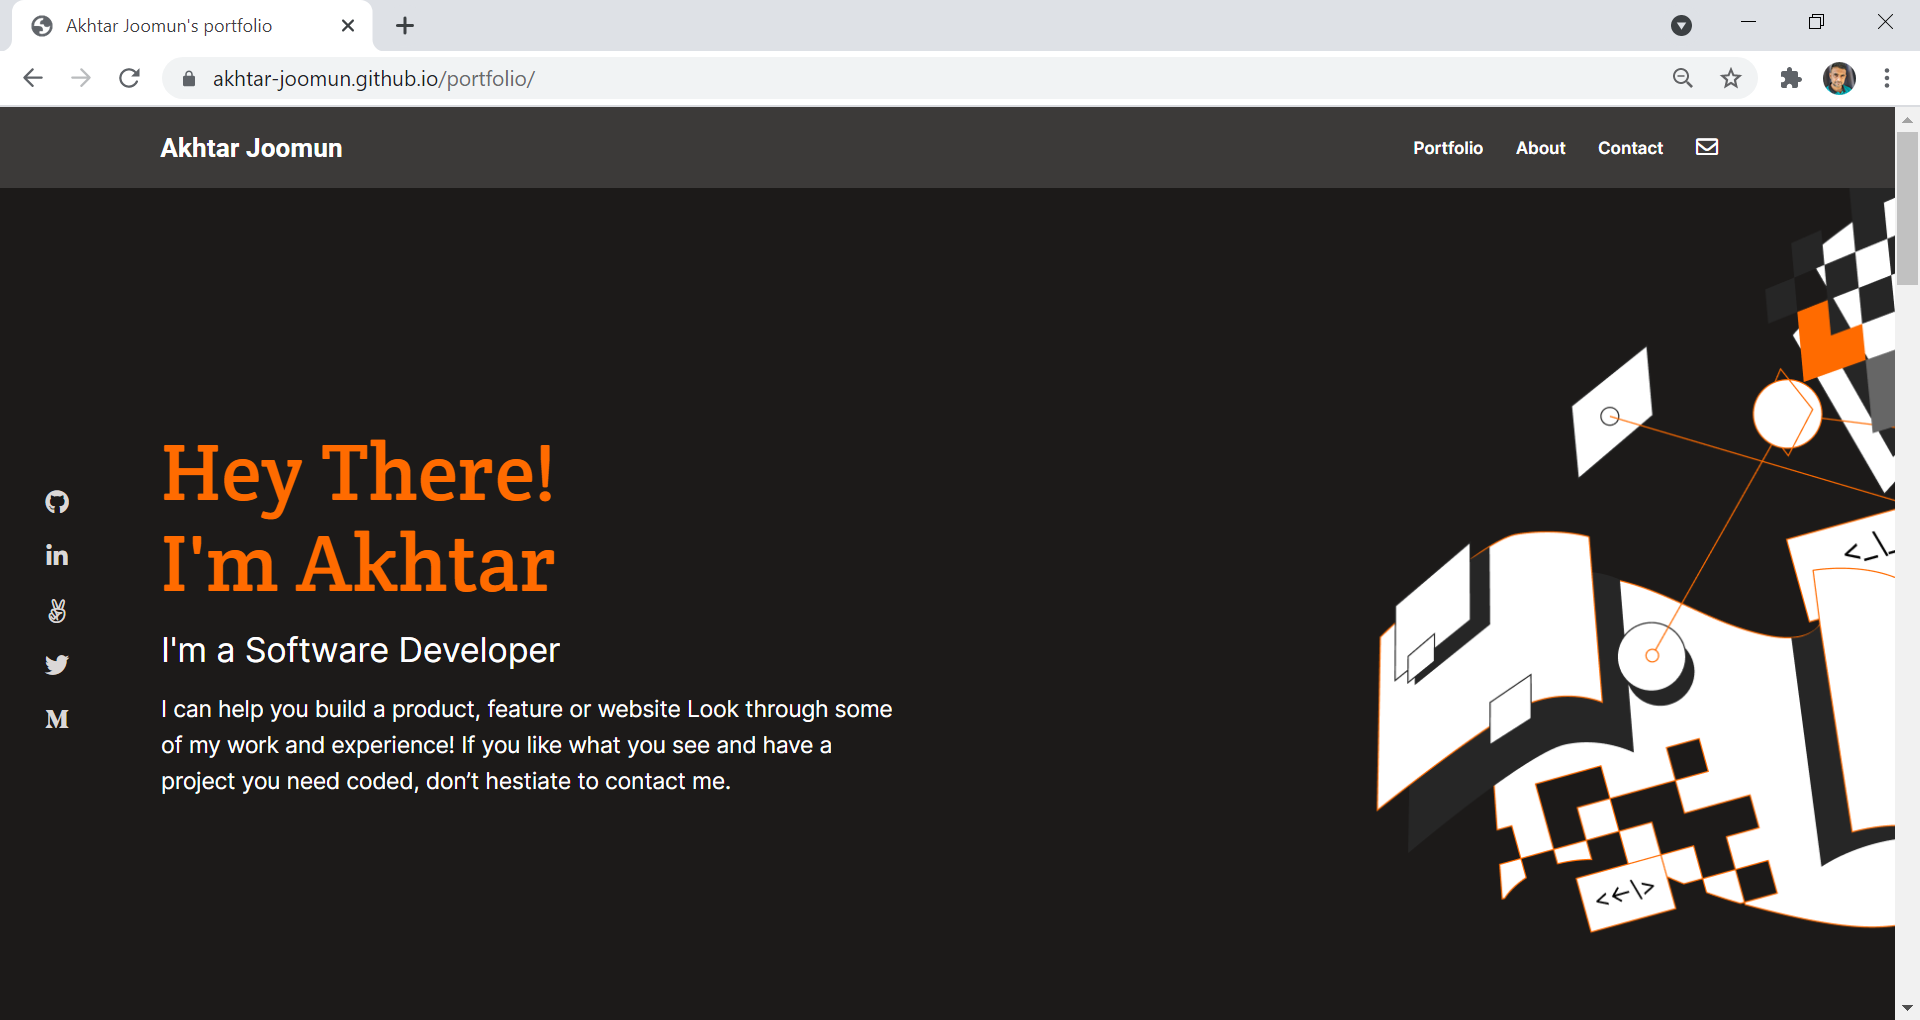 Akhtar Joomun's portfolio
akhtar-joomun.github.io/portfolio/
Akhtar Joomun
Portfolio
About
Contact
Hey There!
I'm Akhtar
I'm a Software Developer
I can help you build a product, feature or website Look through some
of my work and experience! If you like what you see and have a
project you need coded, don’t hestiate to contact me.
in
M
<_\_
<←\>